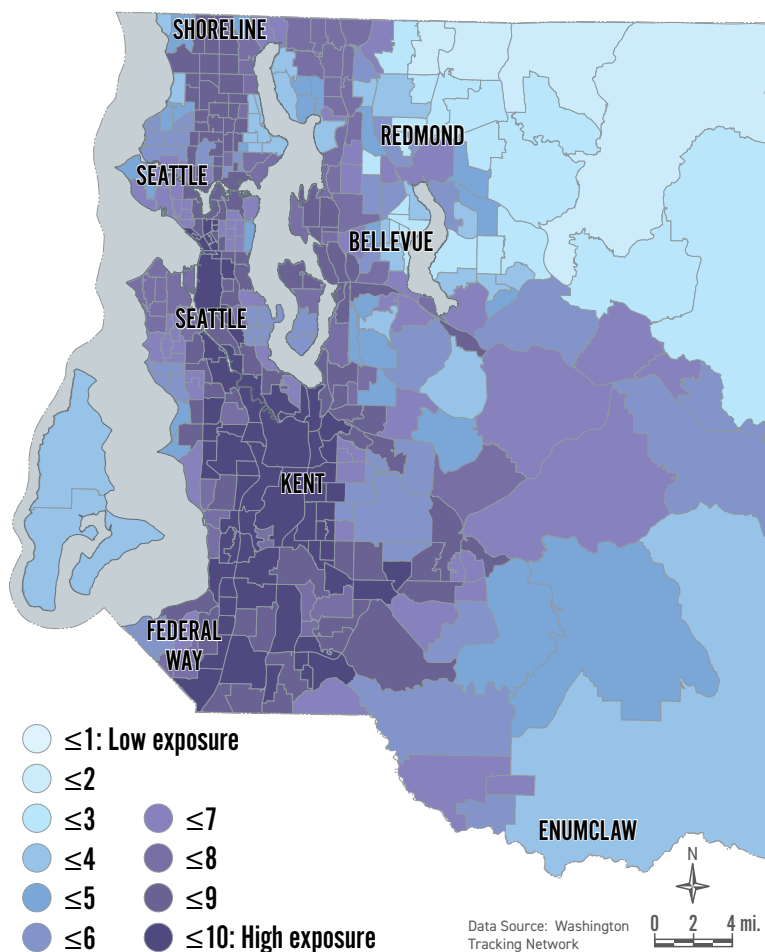 SHORELINE
REDMOND
SEATTLE
BELLEVUE
SEATTLE
KENT
FEDERAL
WAY
ENUMCLAW
≤1: Low exposure
≤2
≤3
≤4
≤5
≤6
≤7
≤8
≤9
≤10: High exposure
Data Source: Washington
Tracking Network
N
0 2 4 mi.